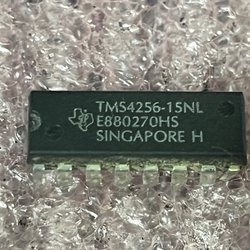 TMS4256-15NL
E880270HS
SINGAPORE H